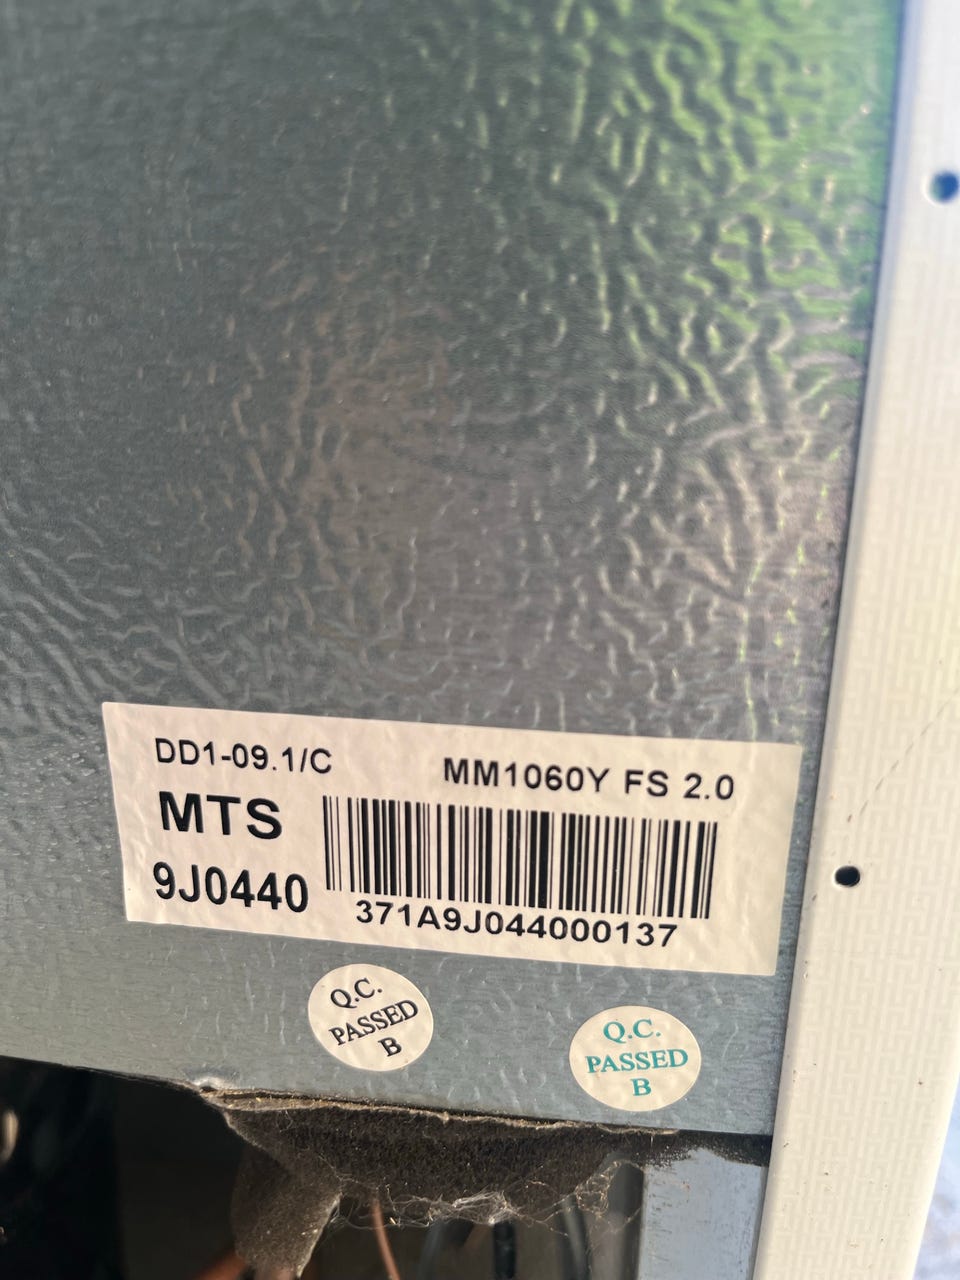 DD1-09.1/C
MM1060Y FS 2.0
MTS
9J0440
371A9J044000137
Q.C.
PASSED
B
Q.C.
PASSED
B